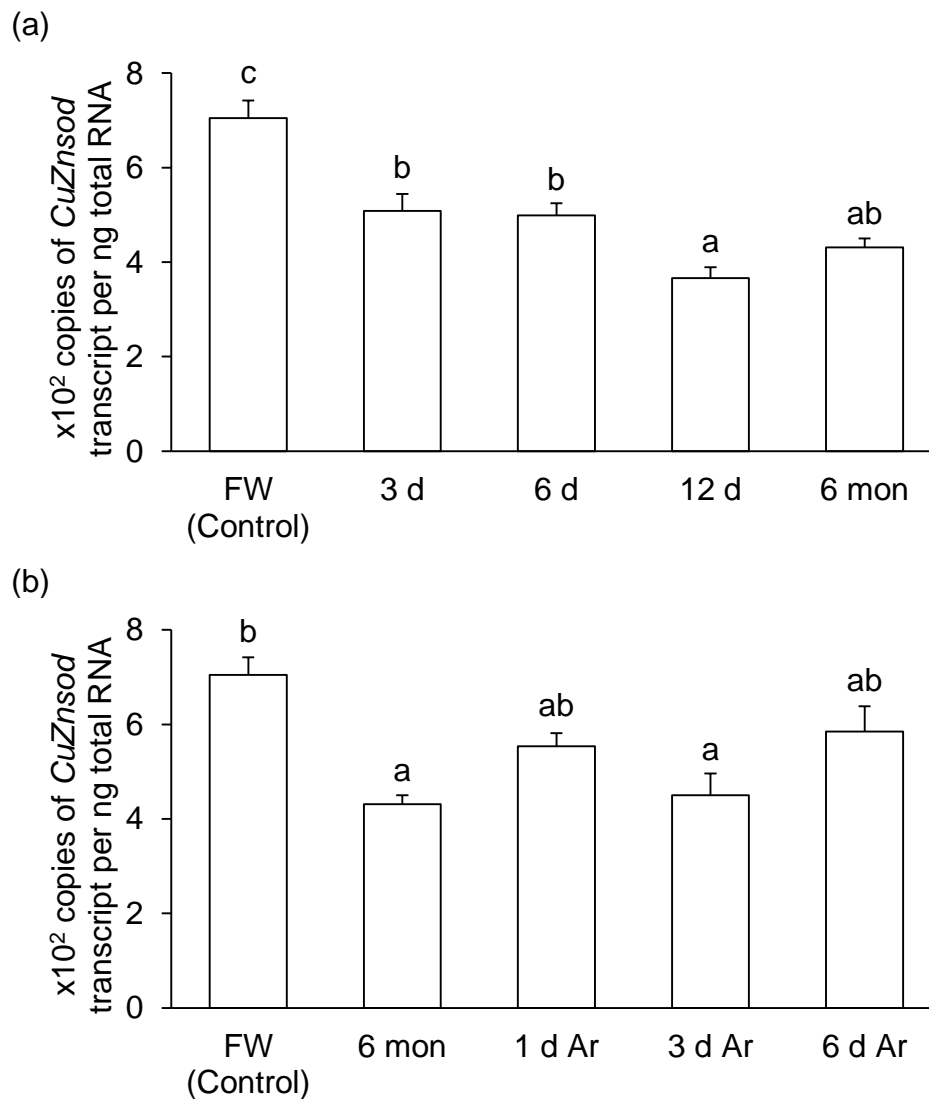 (a)
x10² copies of CuZnsod
transcript per ng total RNA
8
6
4
2
0
c
b
b
a
ab
FW
(Control)
3 d
6 d
12 d
6 mon
(b)
x10² copies of CuZnsod
transcript per ng total RNA
8
6
4
2
0
b
a
ab
a
ab
FW
(Control)
6 mon
1 d Ar
3 d Ar
6 d Ar